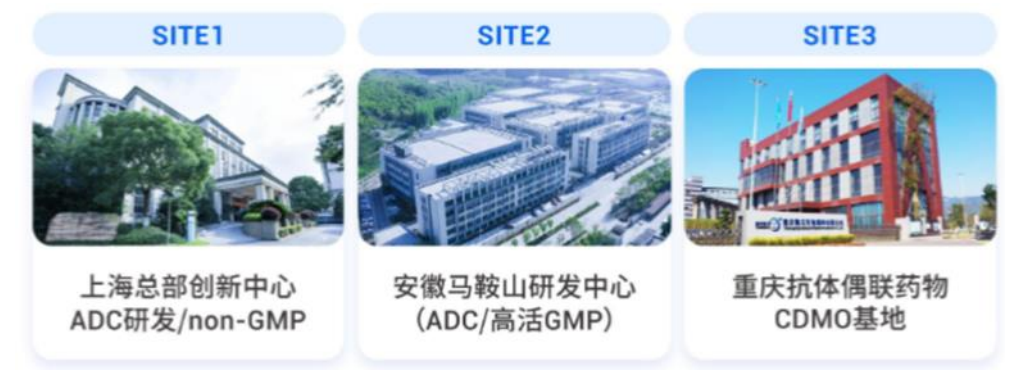 SITE1
SITE2
SITE3
上海总部创新中心
ADC研发/non-GMP
安徽马鞍山研发中心
（ADC/高活GMP）
重庆抗体偶联药物
CDMO基地